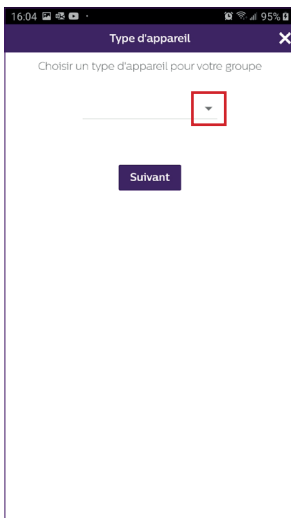 16:04 95%
Type d'appareil
Choisir un type d'appareil pour votre groupe
Suivant